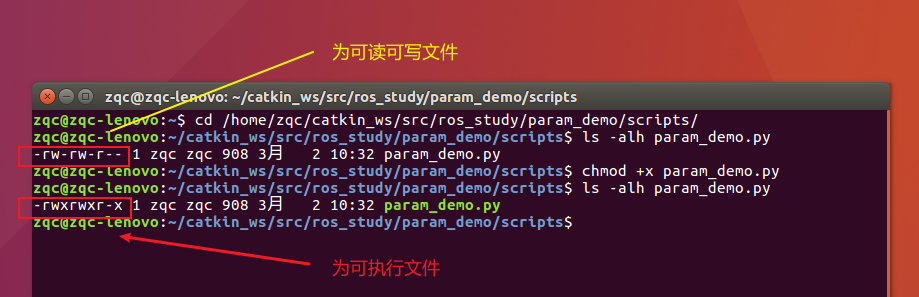 为可读可写文件
zqc@zqc-lenovo: ~/catkin_ws/src/ros_study/param_demo/scripts
zqc@zqc-lenovo:~$ cd /home/zqc/catkin_ws/src/ros_study/param_demo/scripts/
zqc@zqc-lenovo:~/catkin_ws/src/ros_study/param_demo/scripts$ ls -alh param_demo.py
-rw-rw-r-- 1 zqc zqc 908 3月   2 10:32 param_demo.py
zqc@zqc-lenovo:~/catkin_ws/src/ros_study/param_demo/scripts$ chmod +x param_demo.py
zqc@zqc-lenovo:~/catkin_ws/src/ros_study/param_demo/scripts$ ls -alh param_demo.py
-rwxrwxr-x 1 zqc zqc 908 3月   2 10:32 param_demo.py
zqc@zqc-lenovo:~/catkin_ws/src/ros_study/param_demo/scripts$
为可执行文件